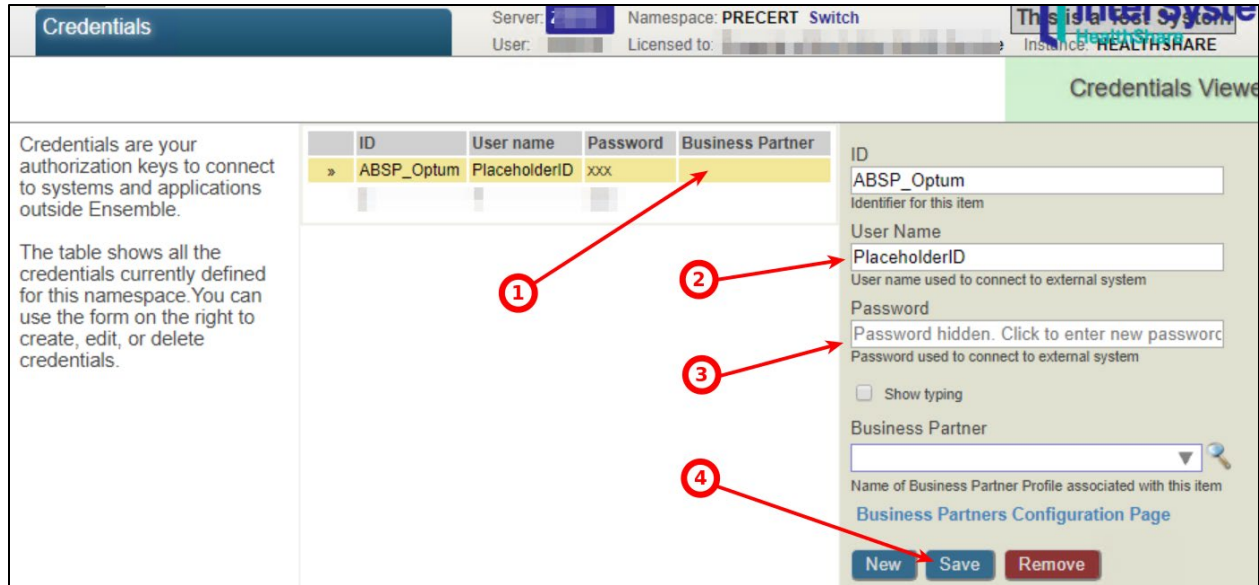 Credentials
Server:
Namespace: PRECERT Switch
This is a Test System
User:
Licensed to:
Instance: HEALTHSHARE
HealthShare
Credentials Viewe
Credentials are your
authorization keys to connect
to systems and applications
outside Ensemble.
The table shows all the
credentials currently defined
for this namespace.You can
use the form on the right to
create, edit, or delete
credentials.
ID User name Password Business Partner
» ABSP_Optum PlaceholderID xxx
1
2
3
4
ID
ABSP_Optum
Identifier for this item
User Name
PlaceholderID
User name used to connect to external system
Password
Password hidden. Click to enter new passworc
Password used to connect to external system
Show typing
Business Partner
Name of Business Partner Profile associated with this item
Business Partners Configuration Page
New Save Remove